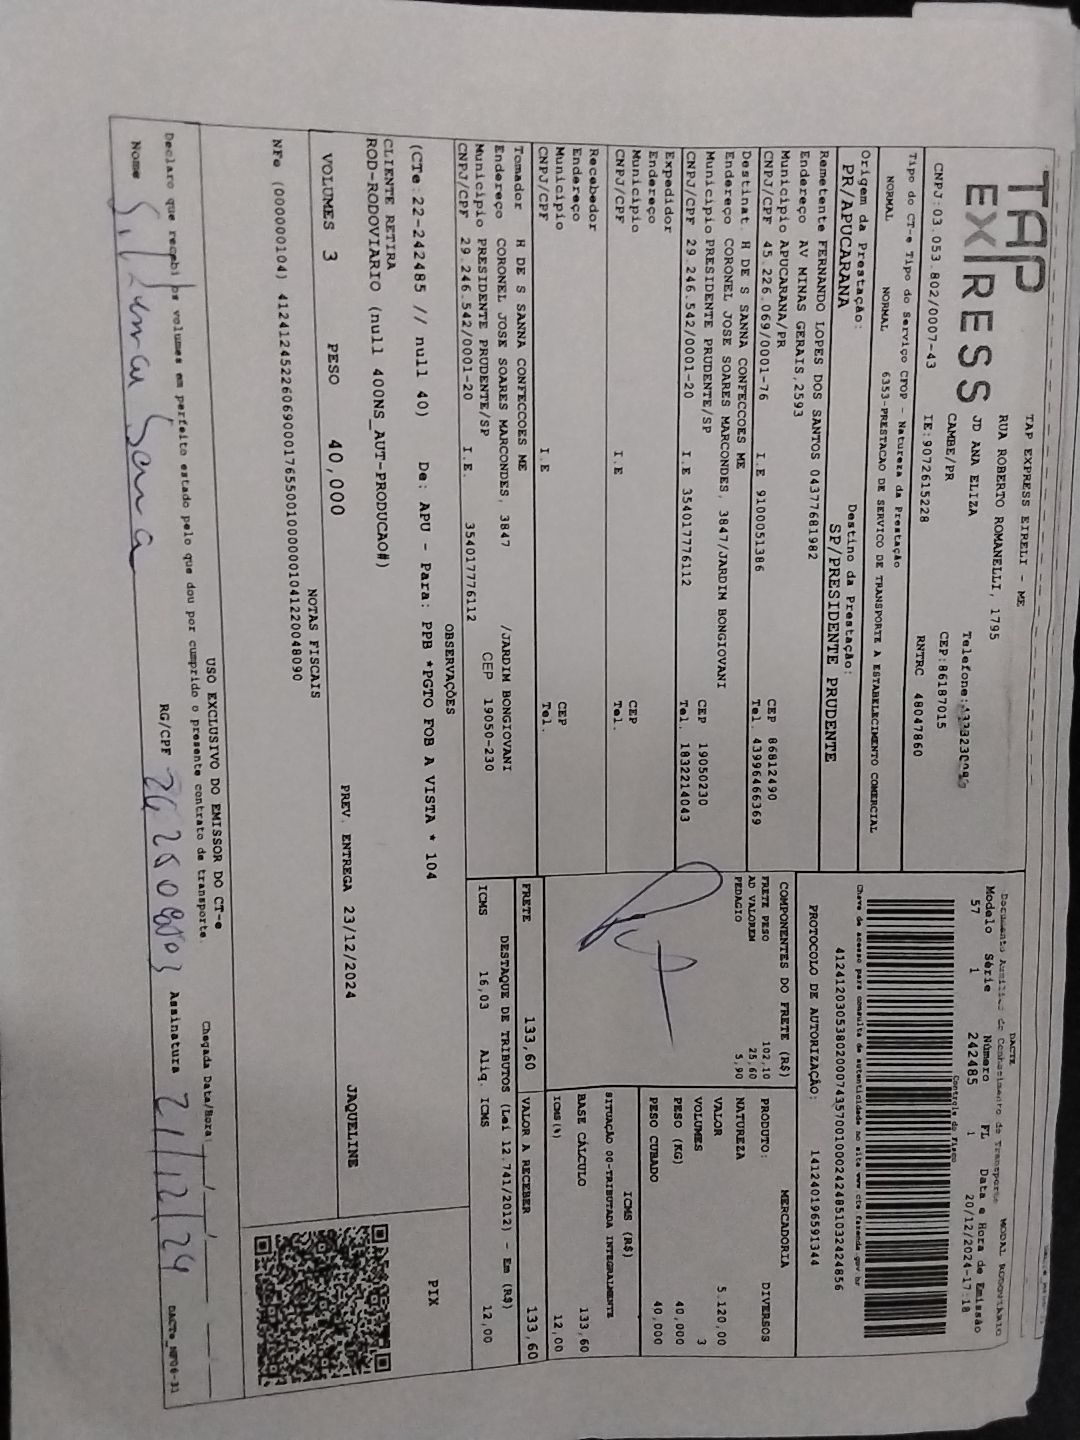 TAP EXPRESS
TAP EXPRESS EIRELI - ME
RUA ROBERTO ROMANELLI, 1795
JD ANA ELIZA
CAMBE/PR
CEP:86187015
CNPJ:03.053.802/0007-43 IE:9072615228 RNTRC 48047860
Tipo do CT-e Tipo do Serviço CFOP - Natureza da Prestação
NORMAL NORMAL 6353-PRESTACAO DE SERVICO DE TRANSPORTE A ESTABELECIMENTO COMERCIAL
Origem da Prestação: Destino da Prestação:
PR/APUCARANA SP/PRESIDENTE PRUDENTE
Remetente FERNANDO LOPES DOS SANTOS 04377681982
Endereço AV MINAS GERAIS,2593
Município APUCARANA/PR CEP 86812490
CNPJ/CPF 45.226.069/0001-76 I.E 9100051386 Tel. 43996466369
Destinat. H DE S SANNA CONFECCOES ME
Endereço CORONEL JOSE SOARES MARCONDES, 3847/JARDIM BONGIOVANI
Município PRESIDENTE PRUDENTE/SP CEP 19050230
CNPJ/CPF 29.246.542/0001-20 I.E 354017776112 Tel. 1832214043
Expedidor
Endereço
Município CEP
CNPJ/CPF I.E Tel.
Recebedor
Endereço
Município CEP
CNPJ/CPF I.E Tel.
Tomador H DE S SANNA CONFECCOES ME
Endereço CORONEL JOSE SOARES MARCONDES, 3847 /JARDIM BONGIOVANI
Município PRESIDENTE PRUDENTE/SP CEP 19050-230
CNPJ/CPF 29.246.542/0001-20 I.E. 354017776112
DACTE
Documento Auxiliar do Conhecimento de Transporte MODAL RODOVIÁRIO
Modelo Série Número FL Data e Hora de Emissão
57 1 242485 1 20/12/2024-17:18
Controle do Fisco
41241203053802000743570010002424851032424856
Chave de acesso para consulta de autenticidade no site www.cte.fazenda.gov.br
PROTOCOLO DE AUTORIZAÇÃO: 141240196591344
COMPONENTES DO FRETE (R$)
FRETE PESO 102,10
AD VALOREM 25,60
PEDAGIO 5,90
MERCADORIA
PRODUTO: DIVERSOS
NATUREZA
VALOR 5.120,00
VOLUMES 3
PESO (KG) 40,000
PESO CUBADO 40,000
ICMS (R$)
SITUAÇÃO 00-TRIBUTADA INTEGRALMENTE
BASE CÁLCULO 133,60
ICMS(%) 12,00
FRETE 133,60 VALOR A RECEBER 133,60
DESTAQUE DE TRIBUTOS (Lei 12.741/2012) - Em (R$)
ICMS 16,03 Aliq. ICMS 12,00
OBSERVAÇÕES
(CTe:22-242485 // null 40) De: APU - Para: PPB *PGTO FOB A VISTA * 104
CLIENTE RETIRA
ROD-RODOVIARIO (null 400NS_AUT-PRODUCAO#)
PIX
VOLUMES 3 PESO 40,000 PREV. ENTREGA 23/12/2024 JAQUELINE
NOTAS FISCAIS
NFe (000000104) 41241245226069000176550010000001041220048090
USO EXCLUSIVO DO EMISSOR DO CT-e
Declaro que recebi os volumes em perfeito estado pelo que dou por cumprido o presente contrato de transporte. Chegada Data/Hora:
Nome RG/CPF Assinatura 21/12/24